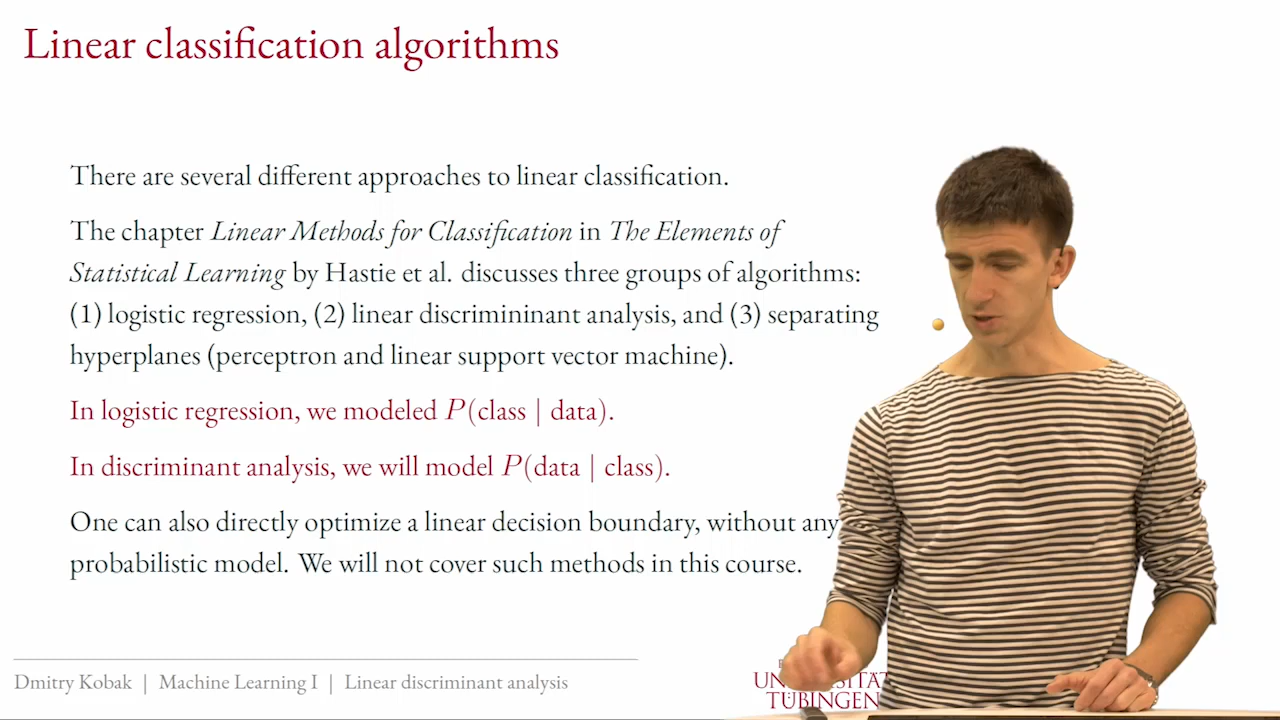 Linear classification algorithms
There are several different approaches to linear classification.
The chapter Linear Methods for Classification in The Elements of
Statistical Learning by Hastie et al. discusses three groups of algorithms:
(1) logistic regression, (2) linear discrimininant analysis, and (3) separating
hyperplanes (perceptron and linear support vector machine).
In logistic regression, we modeled P(class | data).
In discriminant analysis, we will model P(data | class).
One can also directly optimize a linear decision boundary, without any
probabilistic model. We will not cover such methods in this course.
Dmitry Kobak | Machine Learning I | Linear discriminant analysis
TÜBINGEN